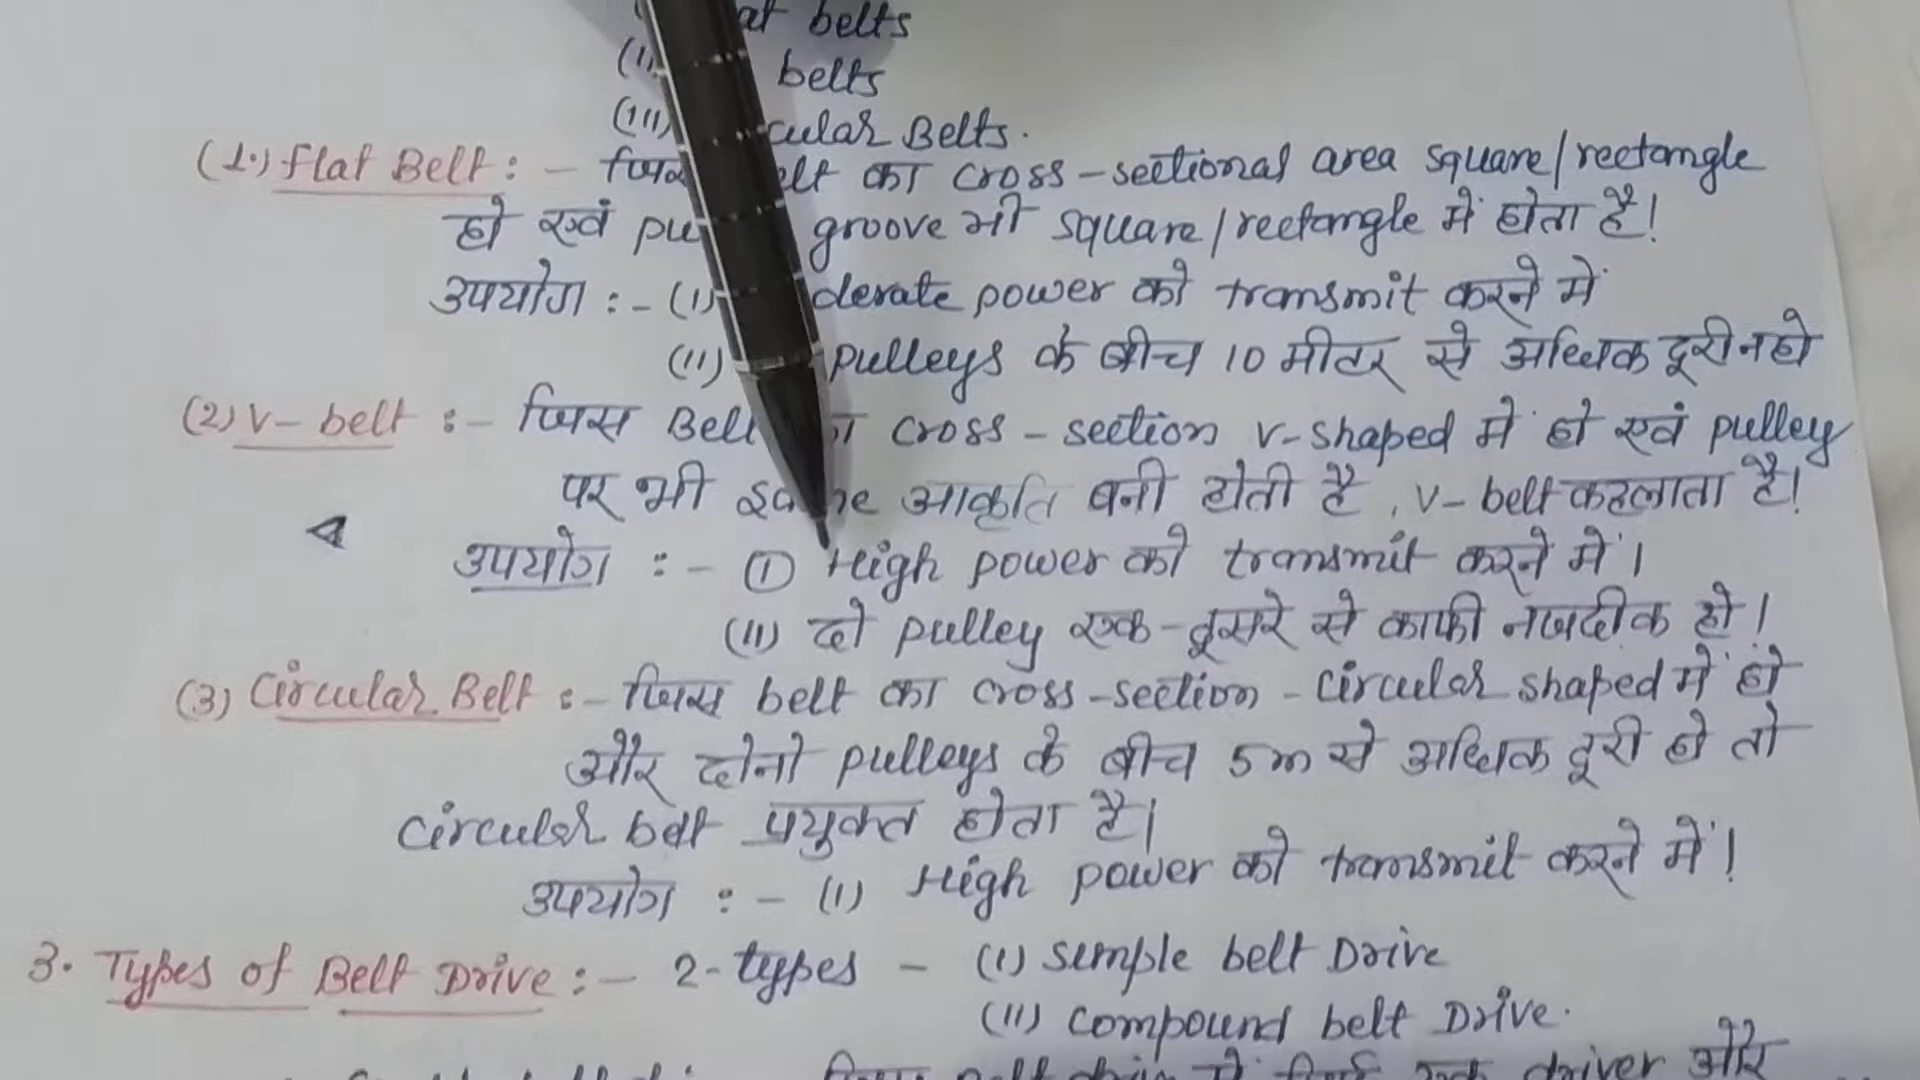 belts
belts
(III) Belts.
(1.) Flat Belt : - का cross-sectional area square/rectangle
हो एवं groove भी square/rectangle में होता है!
उपयोग :- (I) power को transmit करने में
(II) pulleys के बीच 10 मीटर से अधिक दूरी न हो
(2) V-belt :- जिस Belt cross-section V-shaped में हो एवं pulley
पर भी same आकृति बनी होती है, V-belt कहलाता है!
उपयोग :- (I) High power को transmit करने में।
(II) दो pulley एक-दूसरे से काफी नजदीक हो!
(3) Circular Belt :- जिस belt का cross-section - circular shaped में हो
और दोनो pulleys के बीच 5m से अधिक दूरी हो तो
circular belt प्रयुक्त होता है।
उपयोग :- (I) High power को transmit करने में!
3. Types of Belt Drive :- 2-types - (I) simple belt Drive
(II) compound belt Drive.
driver और